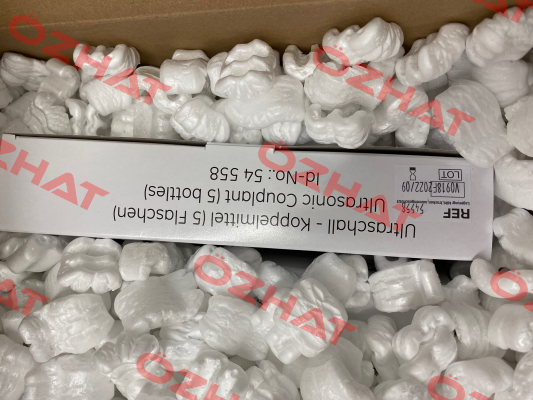 Ultraschall - Koppelmittel (5 Flaschen)
Ultrasonic Couplant (5 bottles)
Id-No.: 54 558
REF
54556
LOT
V0918F2022/09
OZHAT
OZHAT
OZHAT
OZHAT
OZHAT
OZHAT